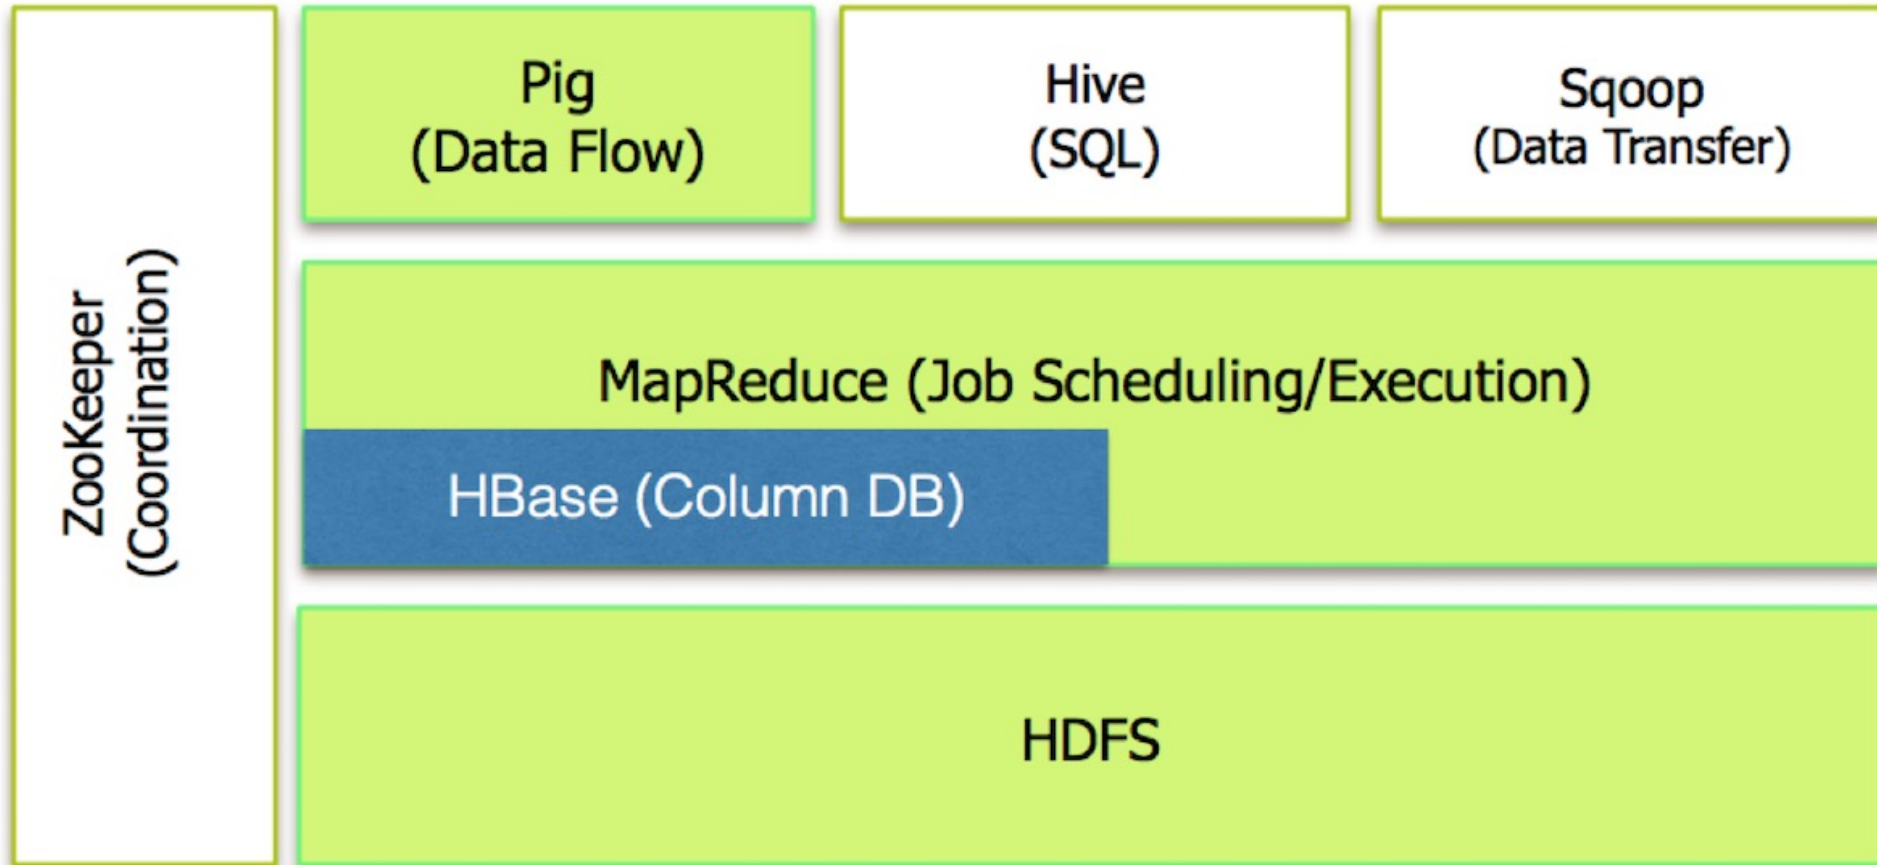 ZooKeeper
(Coordination)
Pig
(Data Flow)
Hive
(SQL)
Sqoop
(Data Transfer)
MapReduce (Job Scheduling/Execution)
HBase (Column DB)
HDFS